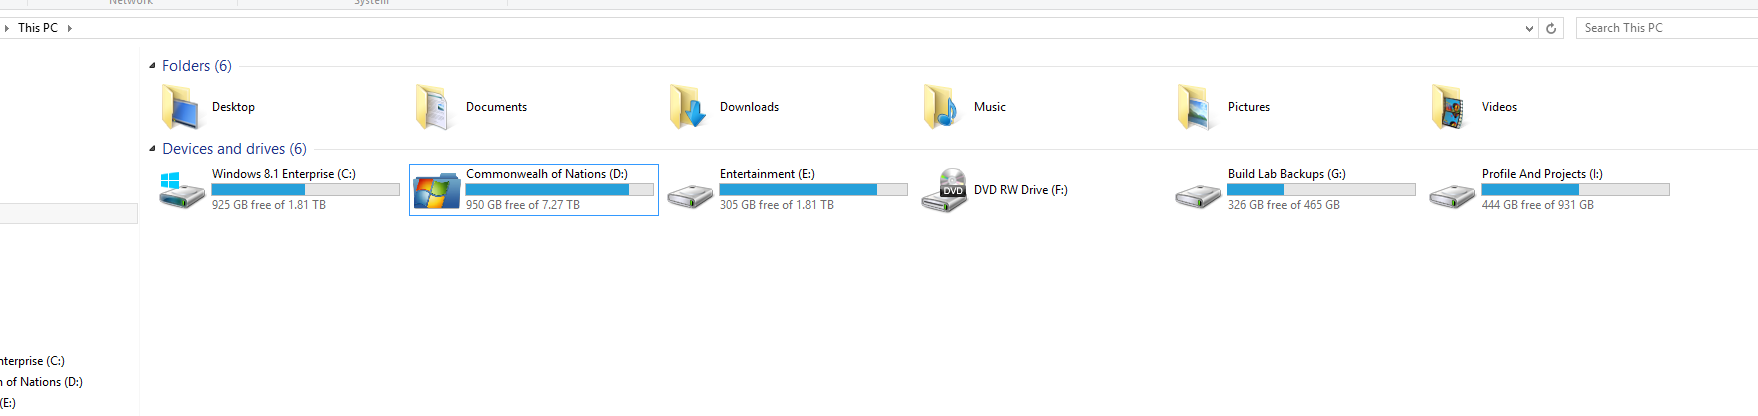 Network System
This PC
Search This PC
Folders (6)
Desktop
Documents
Downloads
Music
Pictures
Videos
Devices and drives (6)
Windows 8.1 Enterprise (C:)
925 GB free of 1.81 TB
Commonwealh of Nations (D:)
950 GB free of 7.27 TB
Entertainment (E:)
305 GB free of 1.81 TB
DVD
DVD RW Drive (F:)
Build Lab Backups (G:)
326 GB free of 465 GB
Profile And Projects (I:)
444 GB free of 931 GB
nterprise (C:)
of Nations (D:)
(E:)